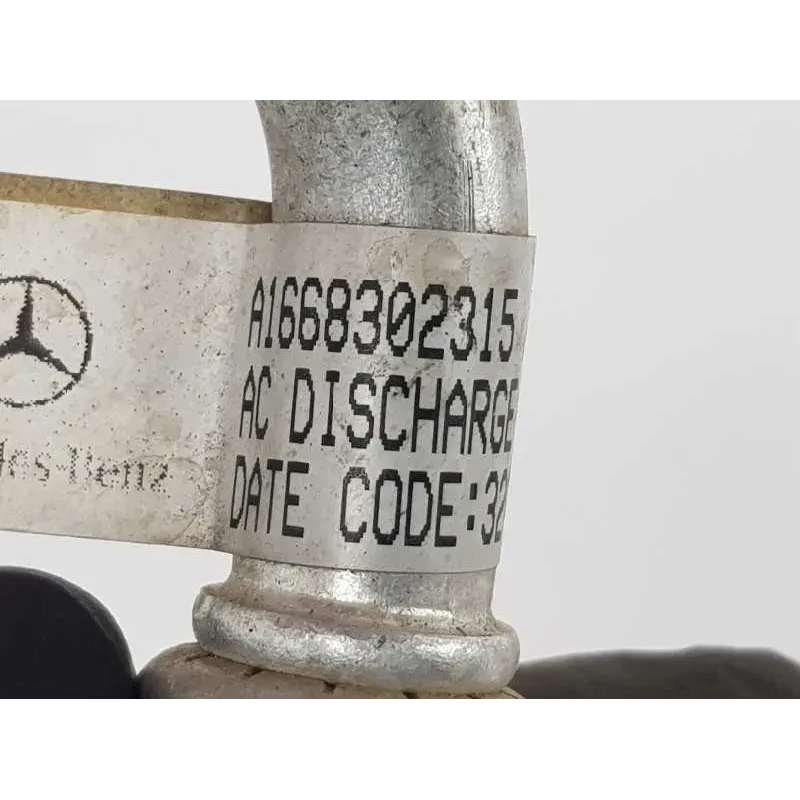 A1668302315
AC DISCHARGE
DATE CODE:32